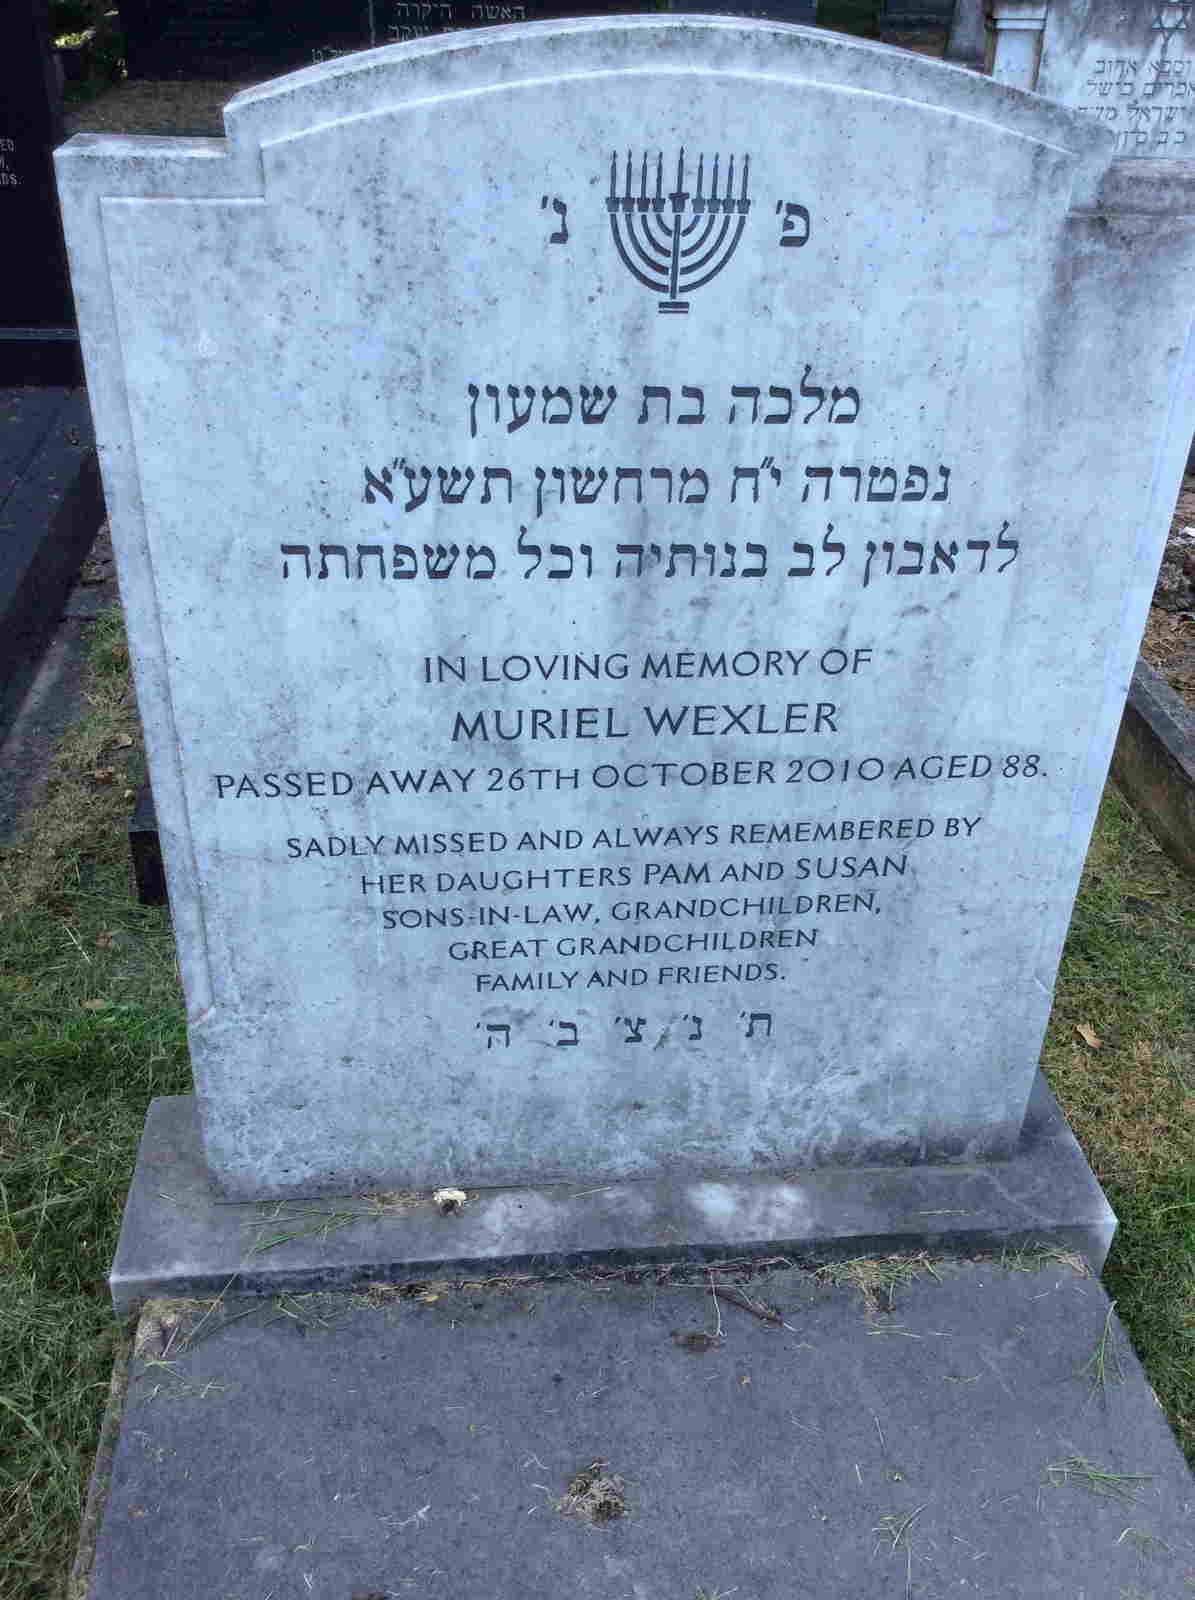 האשה היקרה
פ' נ'
מלכה בת שמעון
נפטרה י"ח מרחשון תשע"א
לדאבון לב בנותיה וכל משפחתה
IN LOVING MEMORY OF
MURIEL WEXLER
PASSED AWAY 26TH OCTOBER 2010 AGED 88.
SADLY MISSED AND ALWAYS REMEMBERED BY
HER DAUGHTERS PAM AND SUSAN
SONS-IN-LAW, GRANDCHILDREN,
GREAT GRANDCHILDREN
FAMILY AND FRIENDS.
ת' נ' צ' ב' ה'